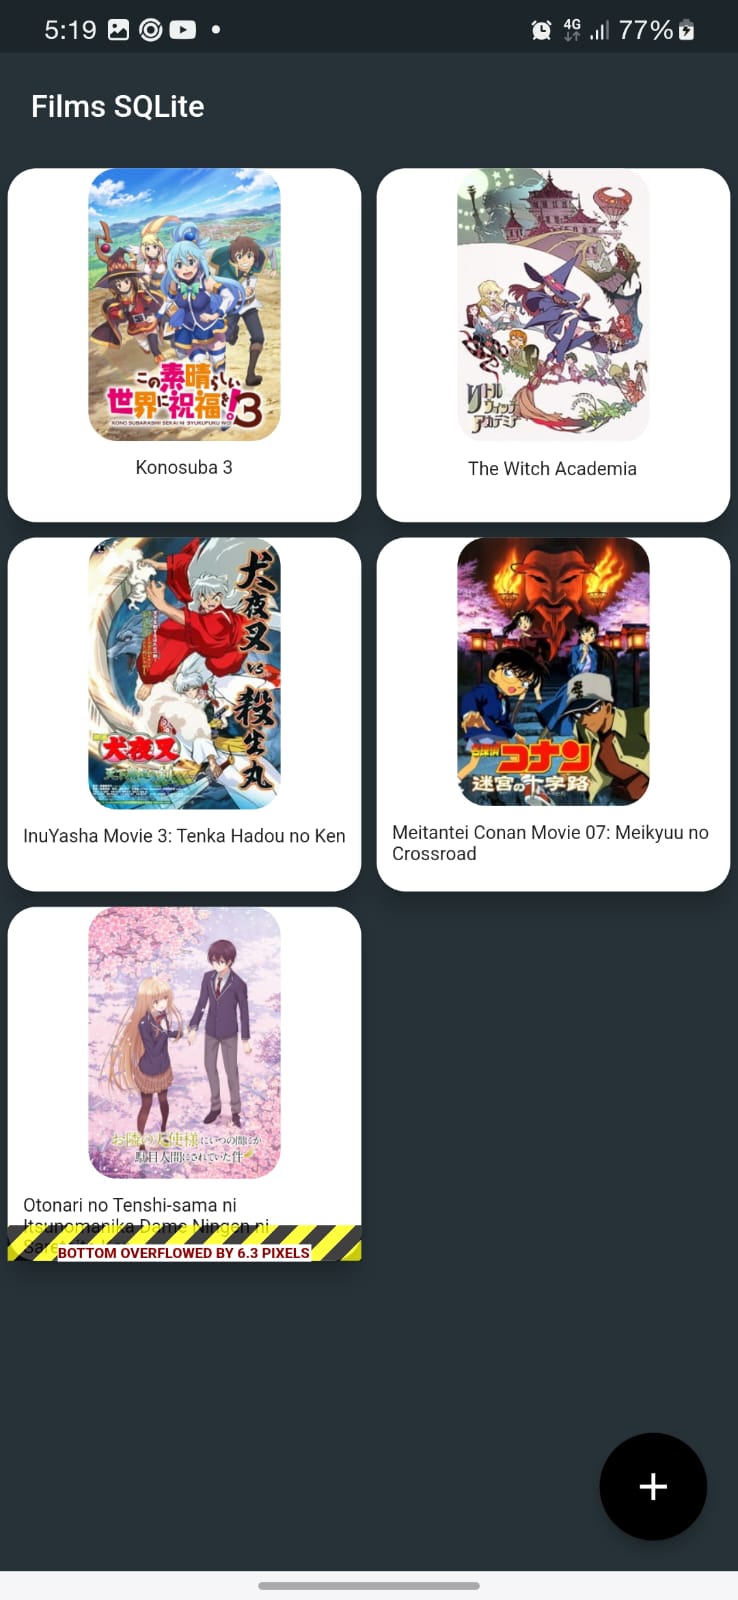 5:19
4G
77%
Films SQLite
この素晴らしい
世界に祝福を!3
KONO SUBARASHII SEKAI NI SYUKUFUKU WO!
Konosuba 3
リトル
ウィッチ
アカデミア
The Witch Academia
犬夜叉
vs
殺生丸
犬夜叉
天下覇道の剣
InuYasha Movie 3: Tenka Hadou no Ken
名探偵コナン
迷宮の十字路
Meitantei Conan Movie 07: Meikyuu no
Crossroad
お隣の天使様にいつの間にか
駄目人間にされていた件
Otonari no Tenshi-sama ni
Itsunomanika Dame Ningen ni
BOTTOM OVERFLOWED BY 6.3 PIXELS